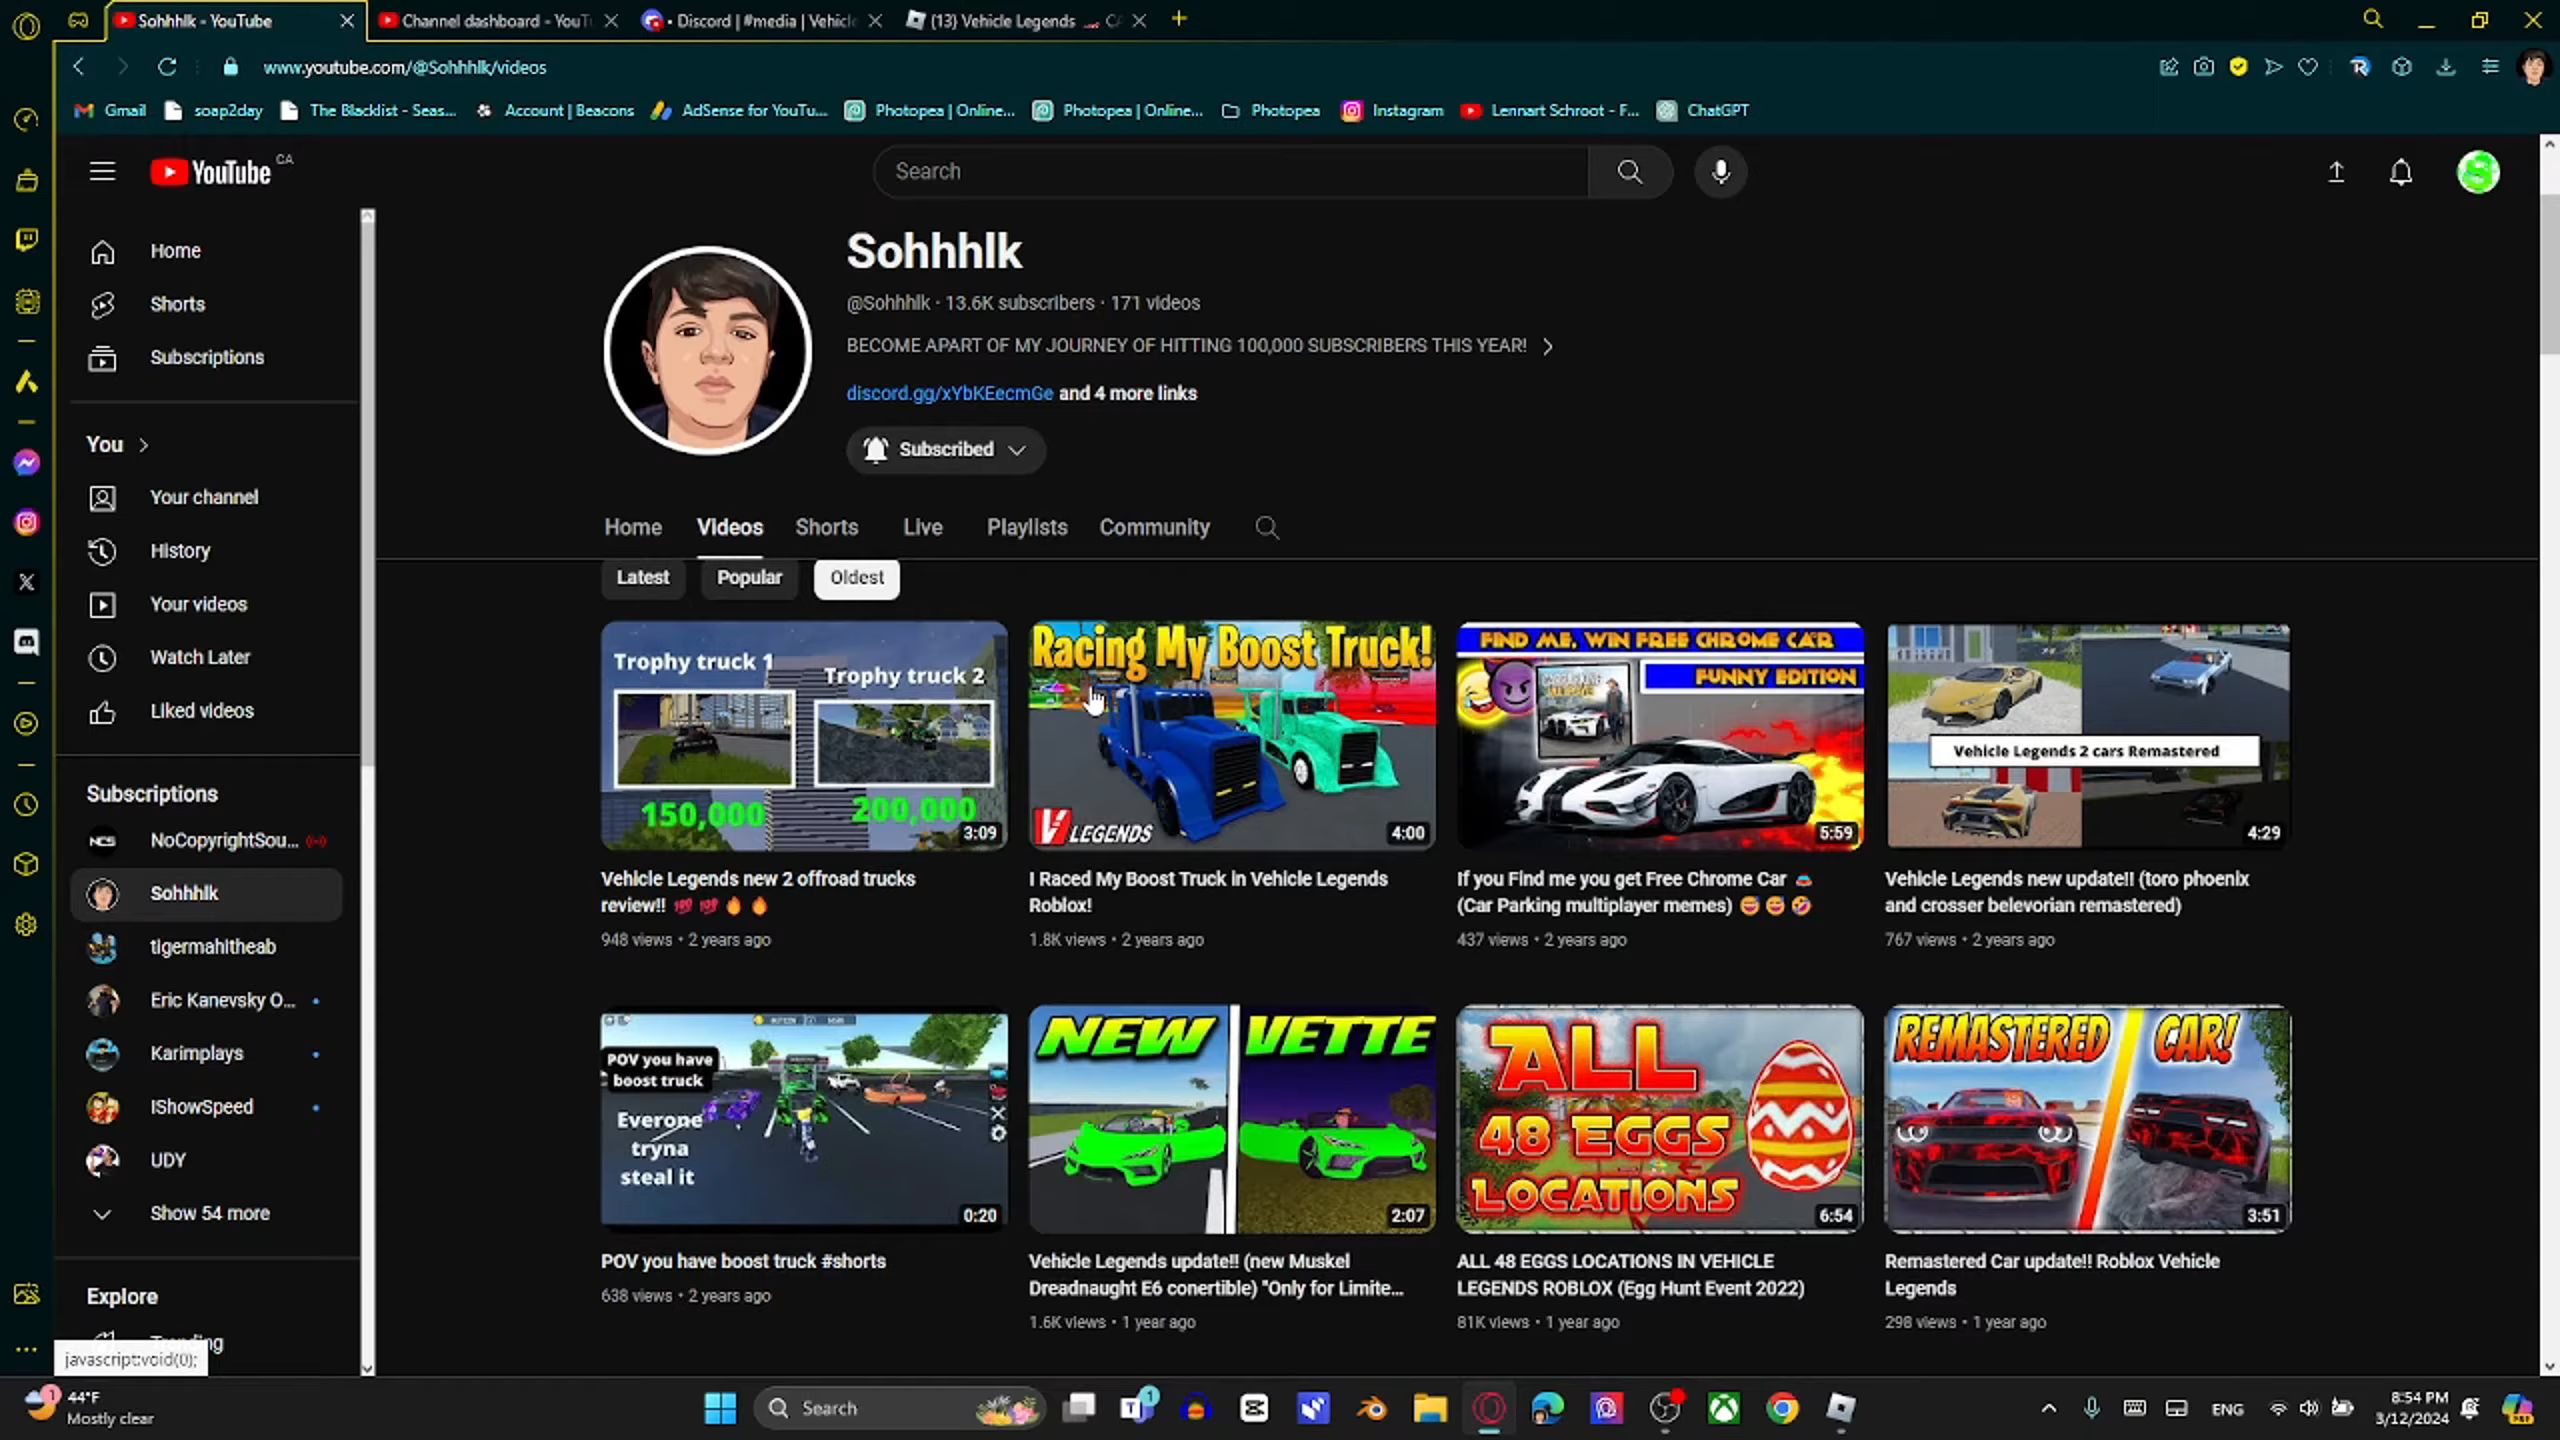 Sohhhlk - YouTube
Channel dashboard - YouT
Discord | #media | Vehicle
(13) Vehicle Legends
www.youtube.com/@Sohhhlk/videos
Gmail
soap2day
The Blacklist - Seas...
Account | Beacons
AdSense for YouTu...
Photopea | Online...
Photopea | Online...
Photopea
Instagram
Lennart Schroot - F...
ChatGPT
YouTube CA
Search
Home
Shorts
Subscriptions
You
Your channel
History
Your videos
Watch Later
Liked videos
Subscriptions
NCS
NoCopyrightSou...
Sohhhlk
tigermahitheab
Eric Kanevsky O...
Karimplays
IShowSpeed
UDY
Show 54 more
Explore
Trending
javascript:void(0);
Sohhhlk
@Sohhhlk · 13.6K subscribers · 171 videos
BECOME APART OF MY JOURNEY OF HITTING 100,000 SUBSCRIBERS THIS YEAR!
discord.gg/xYbKEecmGe and 4 more links
Subscribed
Home Videos Shorts Live Playlists Community
Latest Popular Oldest
Trophy truck 1
Trophy truck 2
150,000
200,000
3:09
Vehicle Legends new 2 offroad trucks
review!! 💯 💯 🔥 🔥
948 views • 2 years ago
Racing My Boost Truck!
V LEGENDS
4:00
I Raced My Boost Truck in Vehicle Legends
Roblox!
1.8K views • 2 years ago
FIND ME, WIN FREE CHROME CAR
FUNNY EDITION
5:59
If you Find me you get Free Chrome Car
(Car Parking multiplayer memes) 😅 😅 🤣
437 views • 2 years ago
Vehicle Legends 2 cars Remastered
4:29
Vehicle Legends new update!! (toro phoenix
and crosser belevorian remastered)
767 views • 2 years ago
POV you have
boost truck
Everone
tryna
steal it
0:20
POV you have boost truck #shorts
638 views • 2 years ago
NEW VETTE
2:07
Vehicle Legends update!! (new Muskel
Dreadnaught E6 conertible) "Only for Limite...
1.6K views • 1 year ago
ALL
48 EGGS
LOCATIONS
6:54
ALL 48 EGGS LOCATIONS IN VEHICLE
LEGENDS ROBLOX (Egg Hunt Event 2022)
81K views • 1 year ago
REMASTERED CAR!
3:51
Remastered Car update!! Roblox Vehicle
Legends
298 views • 1 year ago
1
44°F
Mostly clear
Search
1
ENG
8:54 PM
3/12/2024